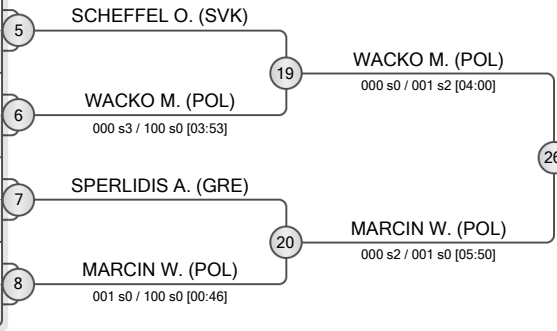 SCHEFFEL O. (SVK)
5
19
WACKO M. (POL)
000 s0 / 001 s2 [04:00]
WACKO M. (POL)
6
000 s3 / 100 s0 [03:53]
26
SPERLIDIS A. (GRE)
7
20
MARCIN W. (POL)
000 s2 / 001 s0 [05:50]
MARCIN W. (POL)
8
001 s0 / 100 s0 [00:46]